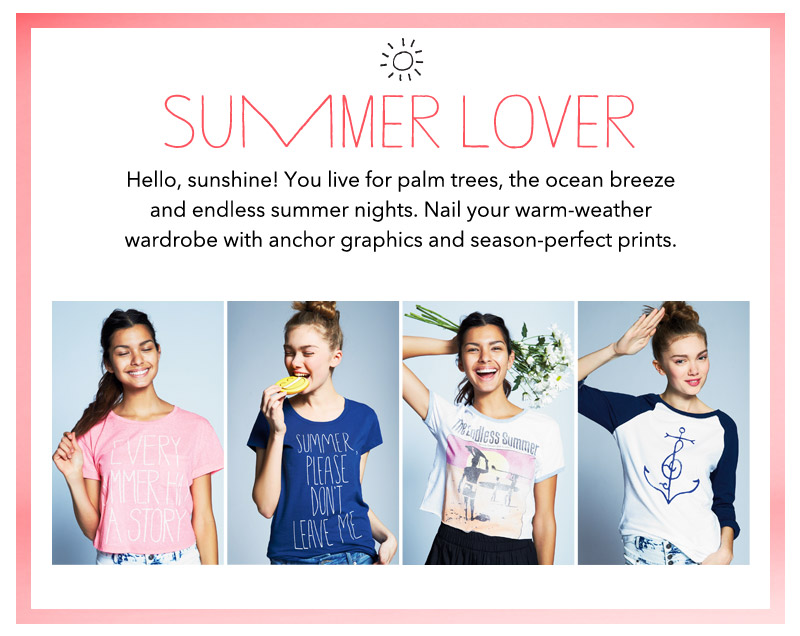 SUMMER LOVER
Hello, sunshine! You live for palm trees, the ocean breeze
and endless summer nights. Nail your warm-weather
wardrobe with anchor graphics and season-perfect prints.
EVERY
MMER HA
A STORY
SUMMER,
PLEASE
DON'T
LEAVE ME
The Endless Summer